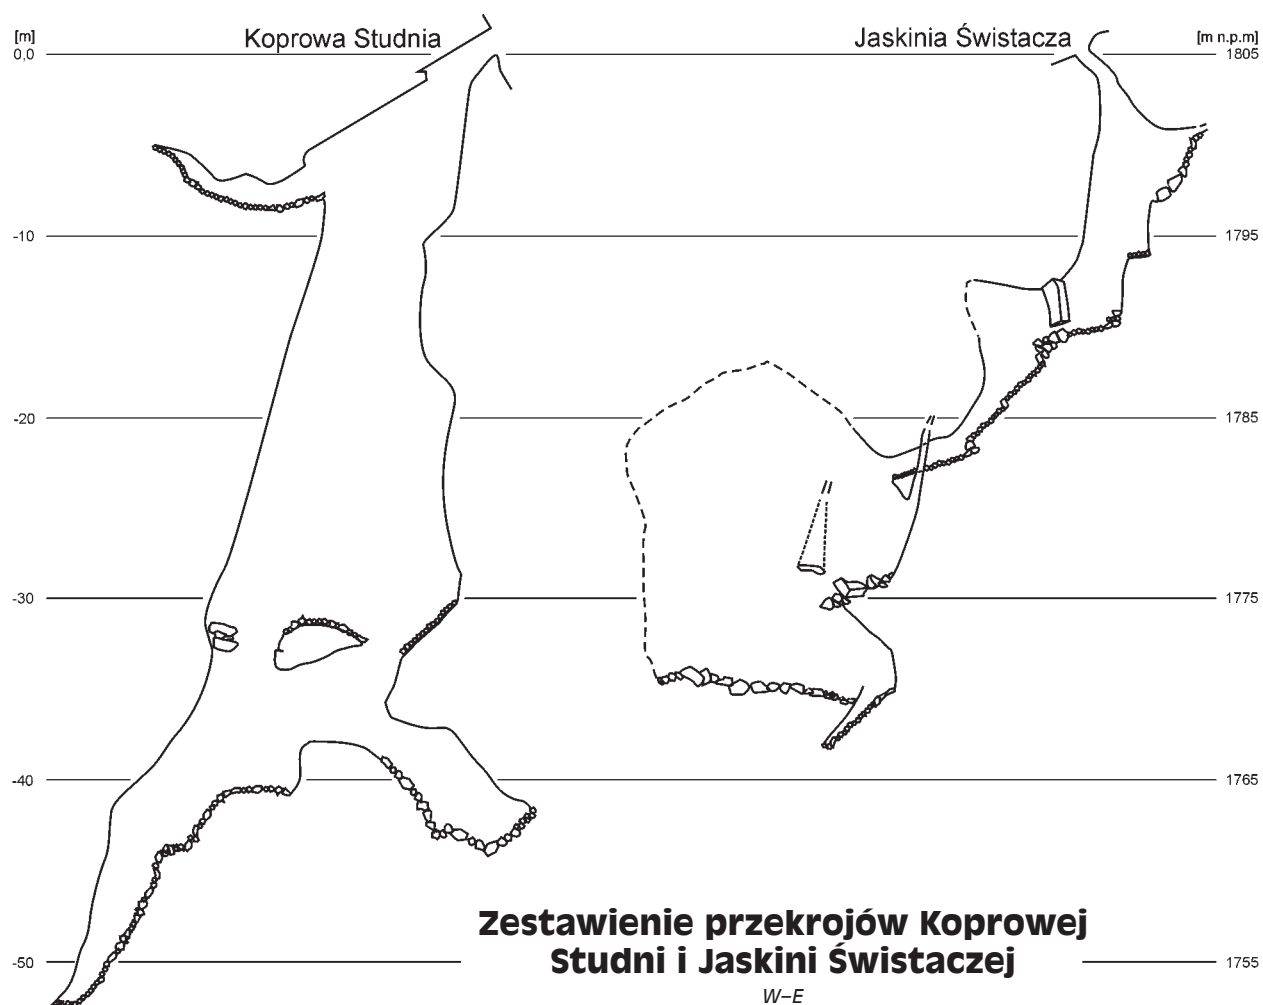 [m] Koprowa Studnia Jaskinia Świstacza [m n.p.m]
0,0 1805
-10 1795
-20 1785
-30 1775
-40 1765
Zestawienie przekrojów Koprowej
Studni i Jaskini Świstaczej
-50 1755
W–E